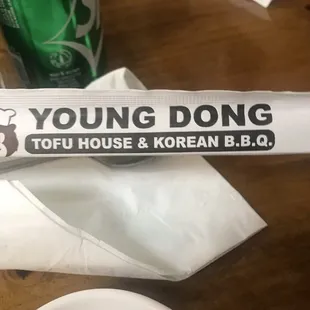 YOUNG DONG
TOFU HOUSE & KOREAN B.B.Q.